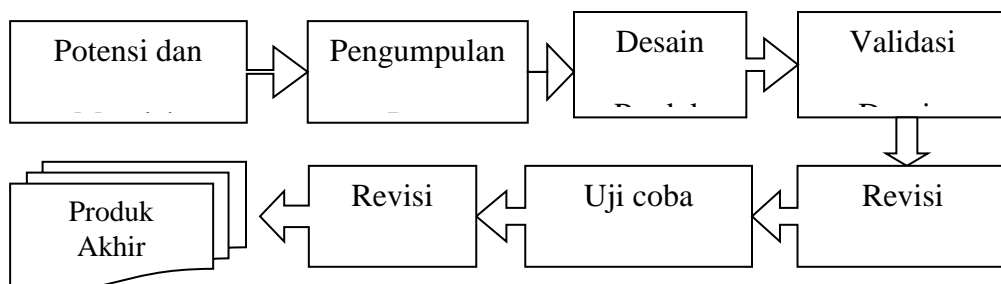 Potensi dan
Pengumpulan
Desain
Validasi
Revisi
Uji coba
Revisi
Produk
Akhir